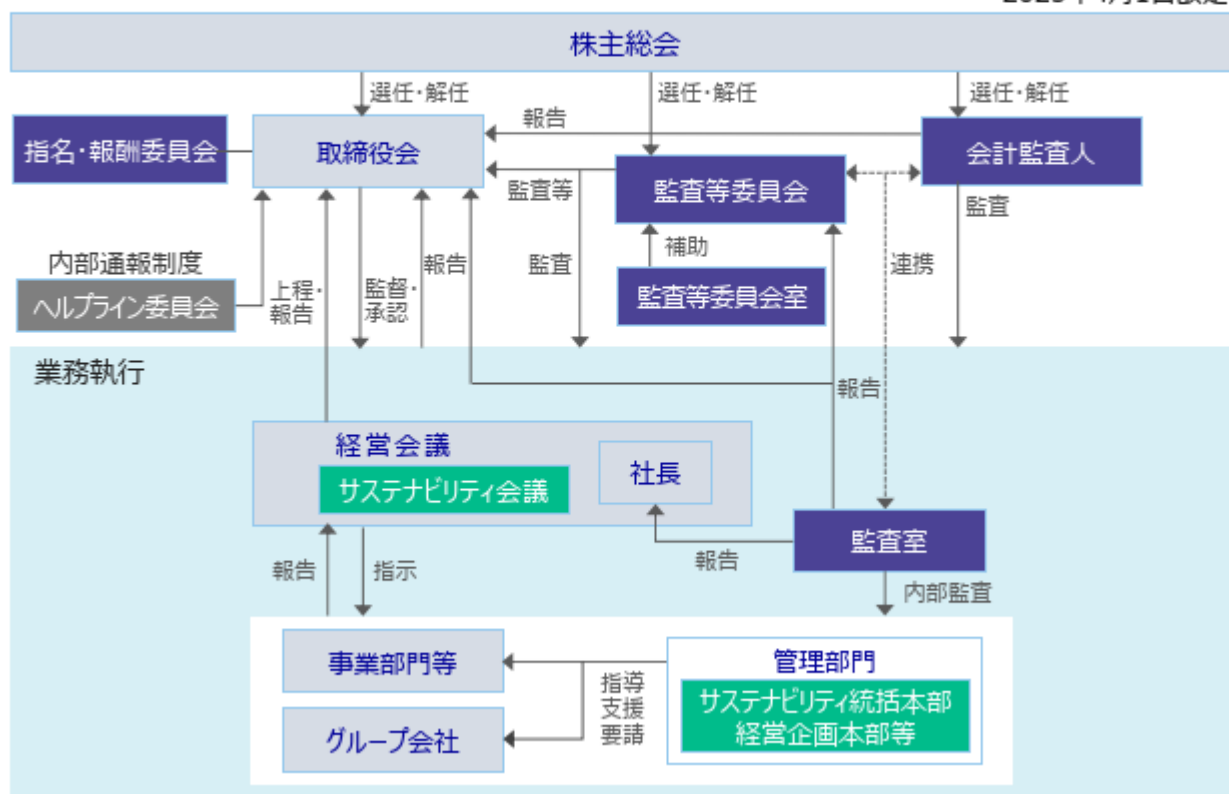 株主総会
選任・解任
選任・解任
選任・解任
指名・報酬委員会
取締役会
報告
会計監査人
監査等
監査等委員会
監査
内部通報制度
ヘルプライン委員会
上程・
報告
監督・
承認
報告
監査
補助
監査等委員会室
連携
業務執行
報告
経営会議
サステナビリティ会議
社長
監査室
報告
指示
報告
内部監査
事業部門等
グループ会社
指導
支援
要請
管理部門
サステナビリティ統括本部
経営企画本部等